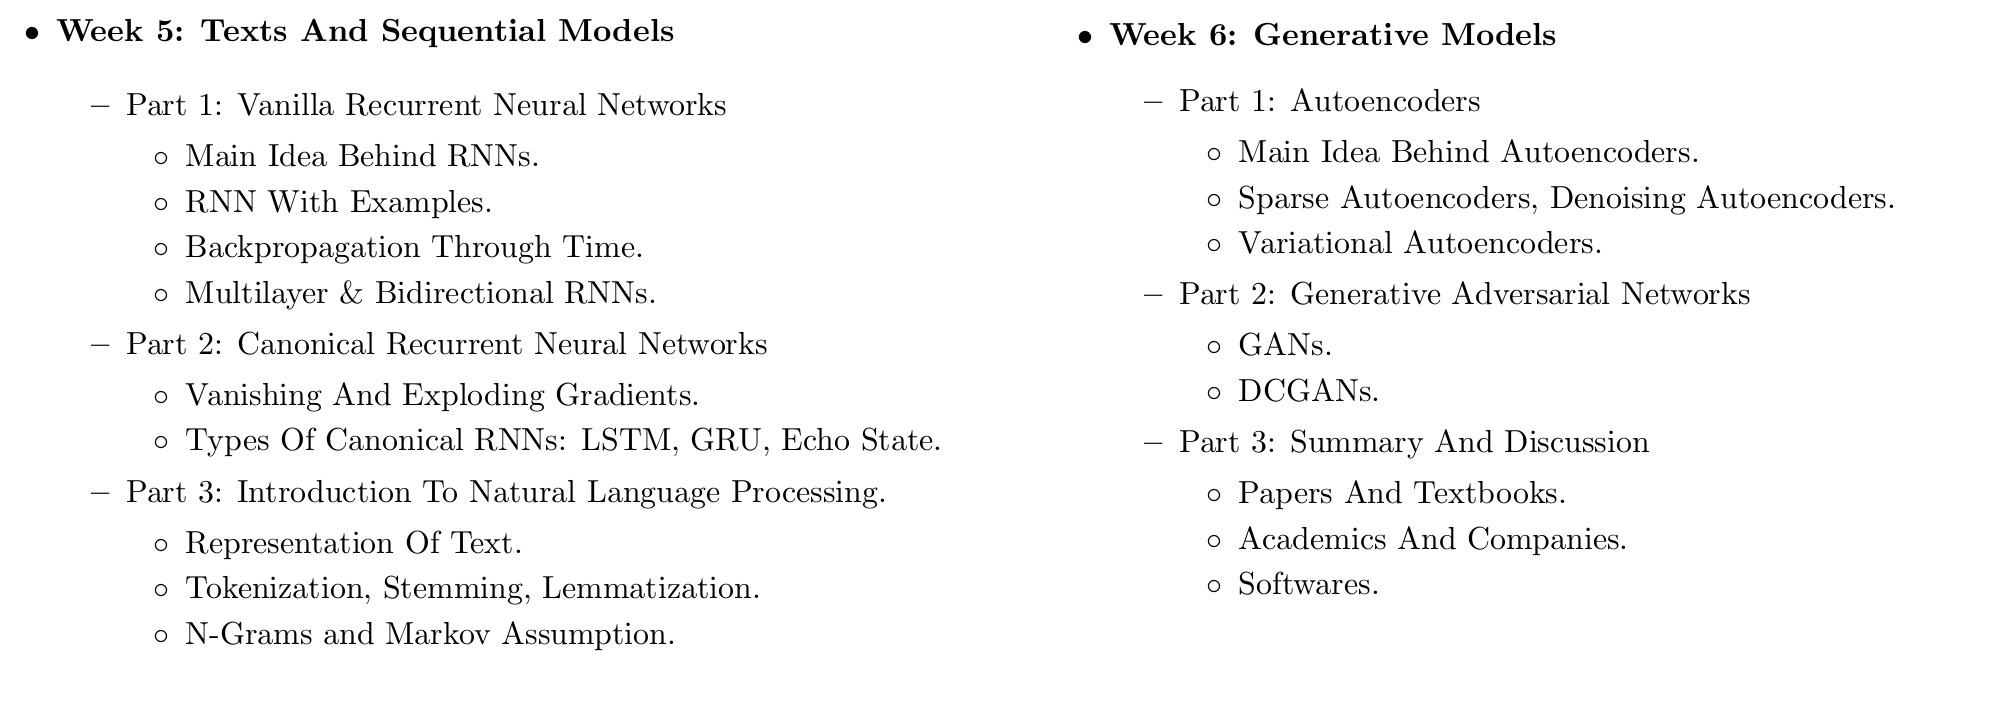 • Week 5: Texts And Sequential Models
– Part 1: Vanilla Recurrent Neural Networks
◦ Main Idea Behind RNNs.
◦ RNN With Examples.
◦ Backpropagation Through Time.
◦ Multilayer & Bidirectional RNNs.
– Part 2: Canonical Recurrent Neural Networks
◦ Vanishing And Exploding Gradients.
◦ Types Of Canonical RNNs: LSTM, GRU, Echo State.
– Part 3: Introduction To Natural Language Processing.
◦ Representation Of Text.
◦ Tokenization, Stemming, Lemmatization.
◦ N-Grams and Markov Assumption.
• Week 6: Generative Models
– Part 1: Autoencoders
◦ Main Idea Behind Autoencoders.
◦ Sparse Autoencoders, Denoising Autoencoders.
◦ Variational Autoencoders.
– Part 2: Generative Adversarial Networks
◦ GANs.
◦ DCGANs.
– Part 3: Summary And Discussion
◦ Papers And Textbooks.
◦ Academics And Companies.
◦ Softwares.